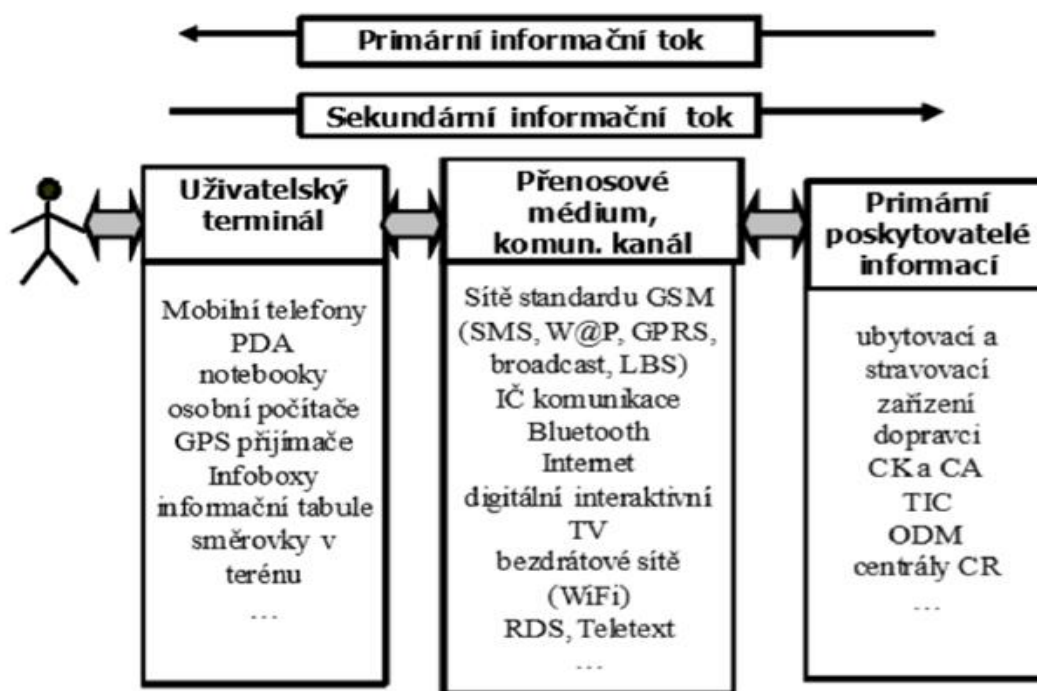 Primární informační tok
Sekundární informační tok
Uživatelský
terminál
Mobilní telefony
PDA
notebooky
osobní počítače
GPS přijímače
Infoboxy
informační tabule
směrovky v
terénu
...
Přenosové
médium,
komun. kanál
Sítě standardu GSM
(SMS, W@P, GPRS,
broadcast, LBS)
IČ komunikace
Bluetooth
Internet
digitální interaktivní
TV
bezdrátové sítě
(WiFi)
RDS, Teletext
...
Primární
poskytovatelé
informací
ubytovací a
stravovací
zařízení
dopravci
CK a CA
TIC
ODM
centrály CR
...